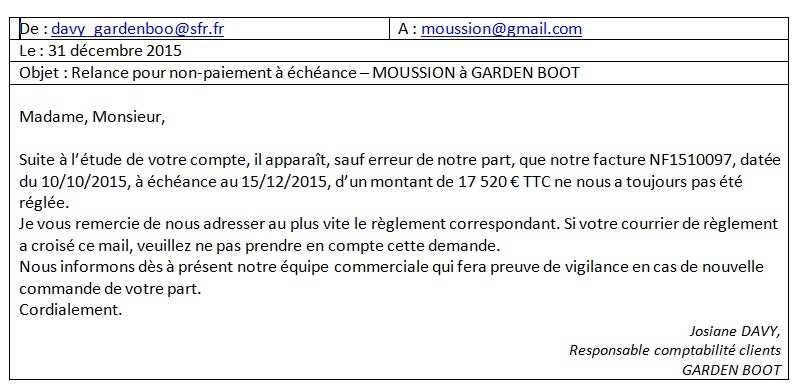 De : davy_gardenboo@sfr.fr A : moussion@gmail.com
Le : 31 décembre 2015
Objet : Relance pour non-paiement à échéance – MOUSSION à GARDEN BOOT
Madame, Monsieur,
Suite à l'étude de votre compte, il apparaît, sauf erreur de notre part, que notre facture NF1510097, datée
du 10/10/2015, à échéance au 15/12/2015, d'un montant de 17 520 € TTC ne nous a toujours pas été
réglée.
Je vous remercie de nous adresser au plus vite le règlement correspondant. Si votre courrier de règlement
a croisé ce mail, veuillez ne pas prendre en compte cette demande.
Nous informons dès à présent notre équipe commerciale qui fera preuve de vigilance en cas de nouvelle
commande de votre part.
Cordialement.
Josiane DAVY,
Responsable comptabilité clients
GARDEN BOOT